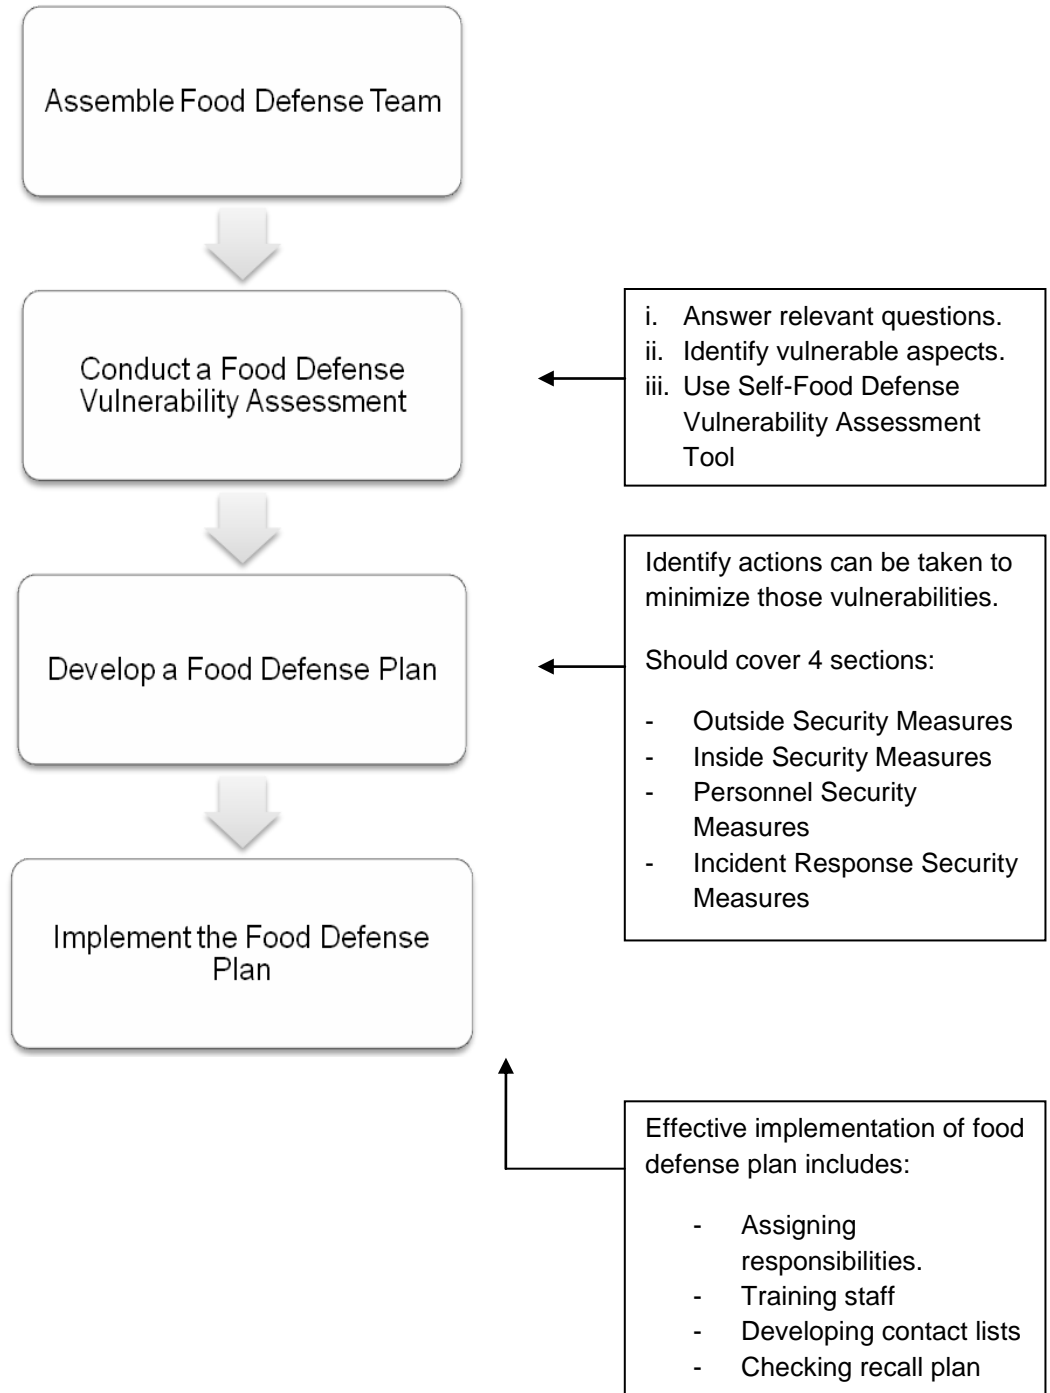 Assemble Food Defense Team
Conduct a Food Defense
Vulnerability Assessment
i. Answer relevant questions.
ii. Identify vulnerable aspects.
iii. Use Self-Food Defense
Vulnerability Assessment
Tool
Develop a Food Defense Plan
Identify actions can be taken to
minimize those vulnerabilities.
Should cover 4 sections:
- Outside Security Measures
- Inside Security Measures
- Personnel Security
Measures
- Incident Response Security
Measures
Implement the Food Defense
Plan
Effective implementation of food
defense plan includes:
- Assigning
responsibilities.
- Training staff
- Developing contact lists
- Checking recall plan